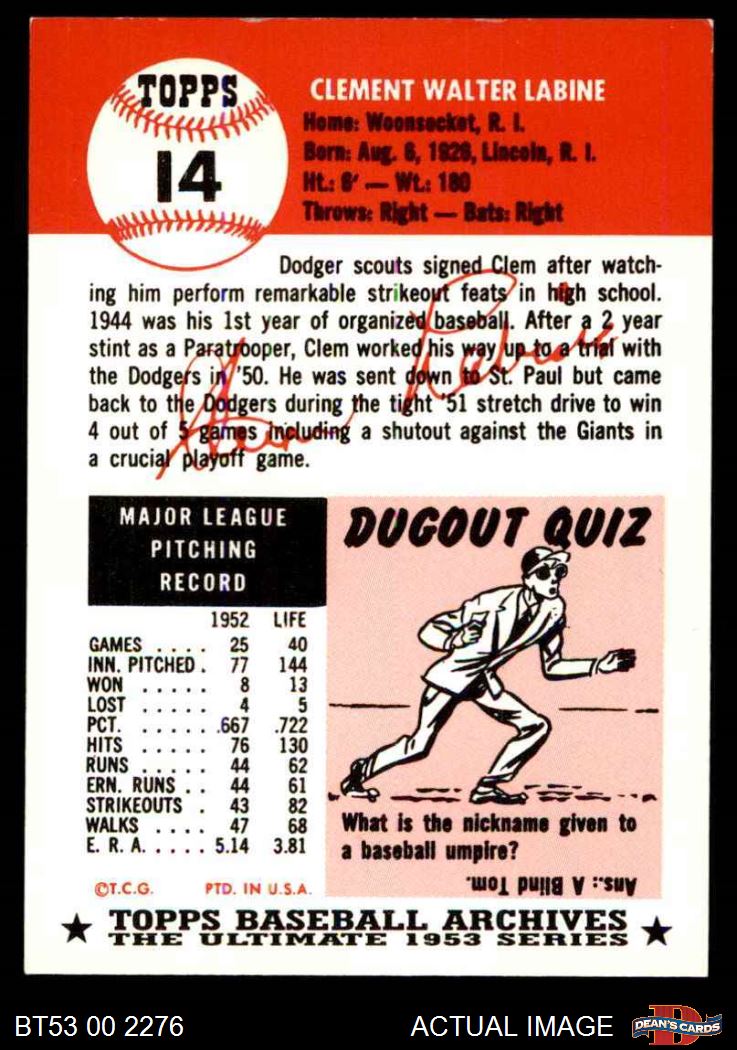 TOPPS
14
CLEMENT WALTER LABINE
Home: Woonsocket, R. I.
Born: Aug. 6, 1926, Lincoln, R. I.
Ht.: 6' — Wt.: 180
Throws: Right — Bats: Right
Dodger scouts signed Clem after watch-
ing him perform remarkable strikeout feats in high school.
1944 was his 1st year of organized baseball. After a 2 year
stint as a Paratrooper, Clem worked his way up to a trial with
the Dodgers in '50. He was sent down to St. Paul but came
back to the Dodgers during the tight '51 stretch drive to win
4 out of 5 games including a shutout against the Giants in
a crucial playoff game.
Clem Labine
MAJOR LEAGUE
PITCHING
RECORD
1952 LIFE
GAMES .... 25 40
INN. PITCHED . 77 144
WON ..... 8 13
LOST ..... 4 5
PCT. ...... .667 .722
HITS ..... 76 130
RUNS ..... 44 62
ERN. RUNS .. 44 61
STRIKEOUTS . 43 82
WALKS .... 47 68
E. R. A. .... 5.14 3.81
©T.C.G. PTD. IN U.S.A.
DUGOUT QUIZ
What is the nickname given to
a baseball umpire?
Ans.: A Blind Tom.
★ TOPPS BASEBALL ARCHIVES ★
THE ULTIMATE 1953 SERIES
BT53 00 2276
ACTUAL IMAGE
DEAN'S CARDS